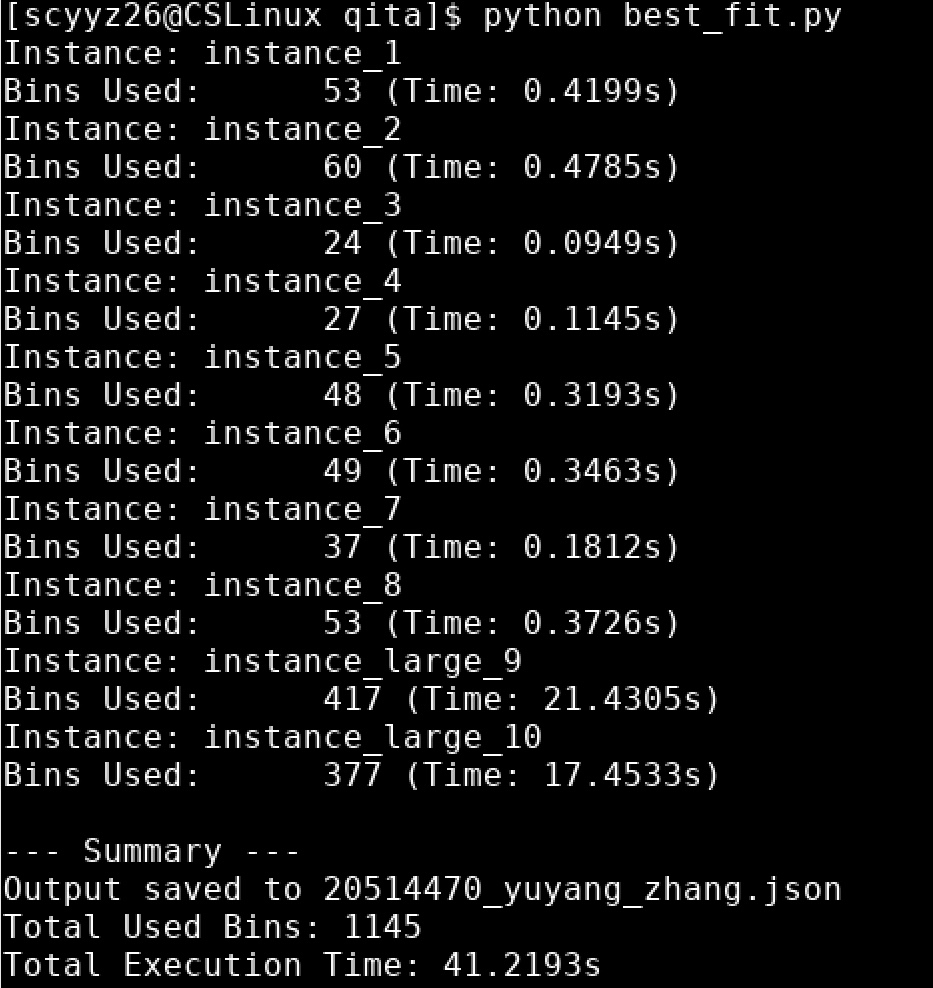 [scyyz26@CSLinux qita]$ python best_fit.py
Instance: instance_1
Bins Used:      53 (Time: 0.4199s)
Instance: instance_2
Bins Used:      60 (Time: 0.4785s)
Instance: instance_3
Bins Used:      24 (Time: 0.0949s)
Instance: instance_4
Bins Used:      27 (Time: 0.1145s)
Instance: instance_5
Bins Used:      48 (Time: 0.3193s)
Instance: instance_6
Bins Used:      49 (Time: 0.3463s)
Instance: instance_7
Bins Used:      37 (Time: 0.1812s)
Instance: instance_8
Bins Used:      53 (Time: 0.3726s)
Instance: instance_large_9
Bins Used:      417 (Time: 21.4305s)
Instance: instance_large_10
Bins Used:      377 (Time: 17.4533s)
--- Summary ---
Output saved to 20514470_yuyang_zhang.json
Total Used Bins: 1145
Total Execution Time: 41.2193s